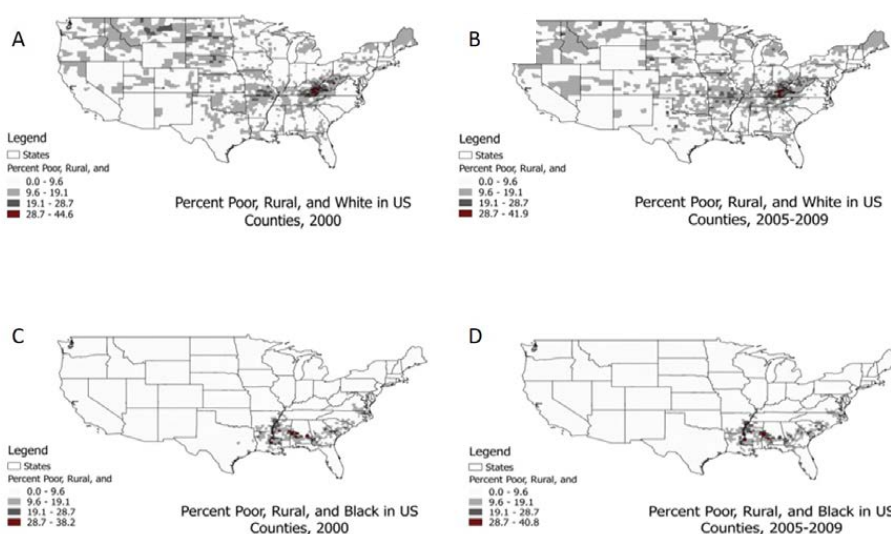 A
Legend
States
Percent Poor, Rural, and
0.0 - 9.6
9.6 - 19.1
19.1 - 28.7
28.7 - 44.6
Percent Poor, Rural, and White in US
Counties, 2000
B
Legend
States
Percent Poor, Rural, and
0.0 - 9.6
9.6 - 19.1
19.1 - 28.7
28.7 - 41.9
Percent Poor, Rural, and White in US
Counties, 2005-2009
C
Legend
States
Percent Poor, Rural, and
0.0 - 9.6
9.6 - 19.1
19.1 - 28.7
28.7 - 38.2
Percent Poor, Rural, and Black in US
Counties, 2000
D
Legend
States
Percent Poor, Rural, and
0.0 - 9.6
9.6 - 19.1
19.1 - 28.7
28.7 - 40.8
Percent Poor, Rural, and Black in US
Counties, 2005-2009